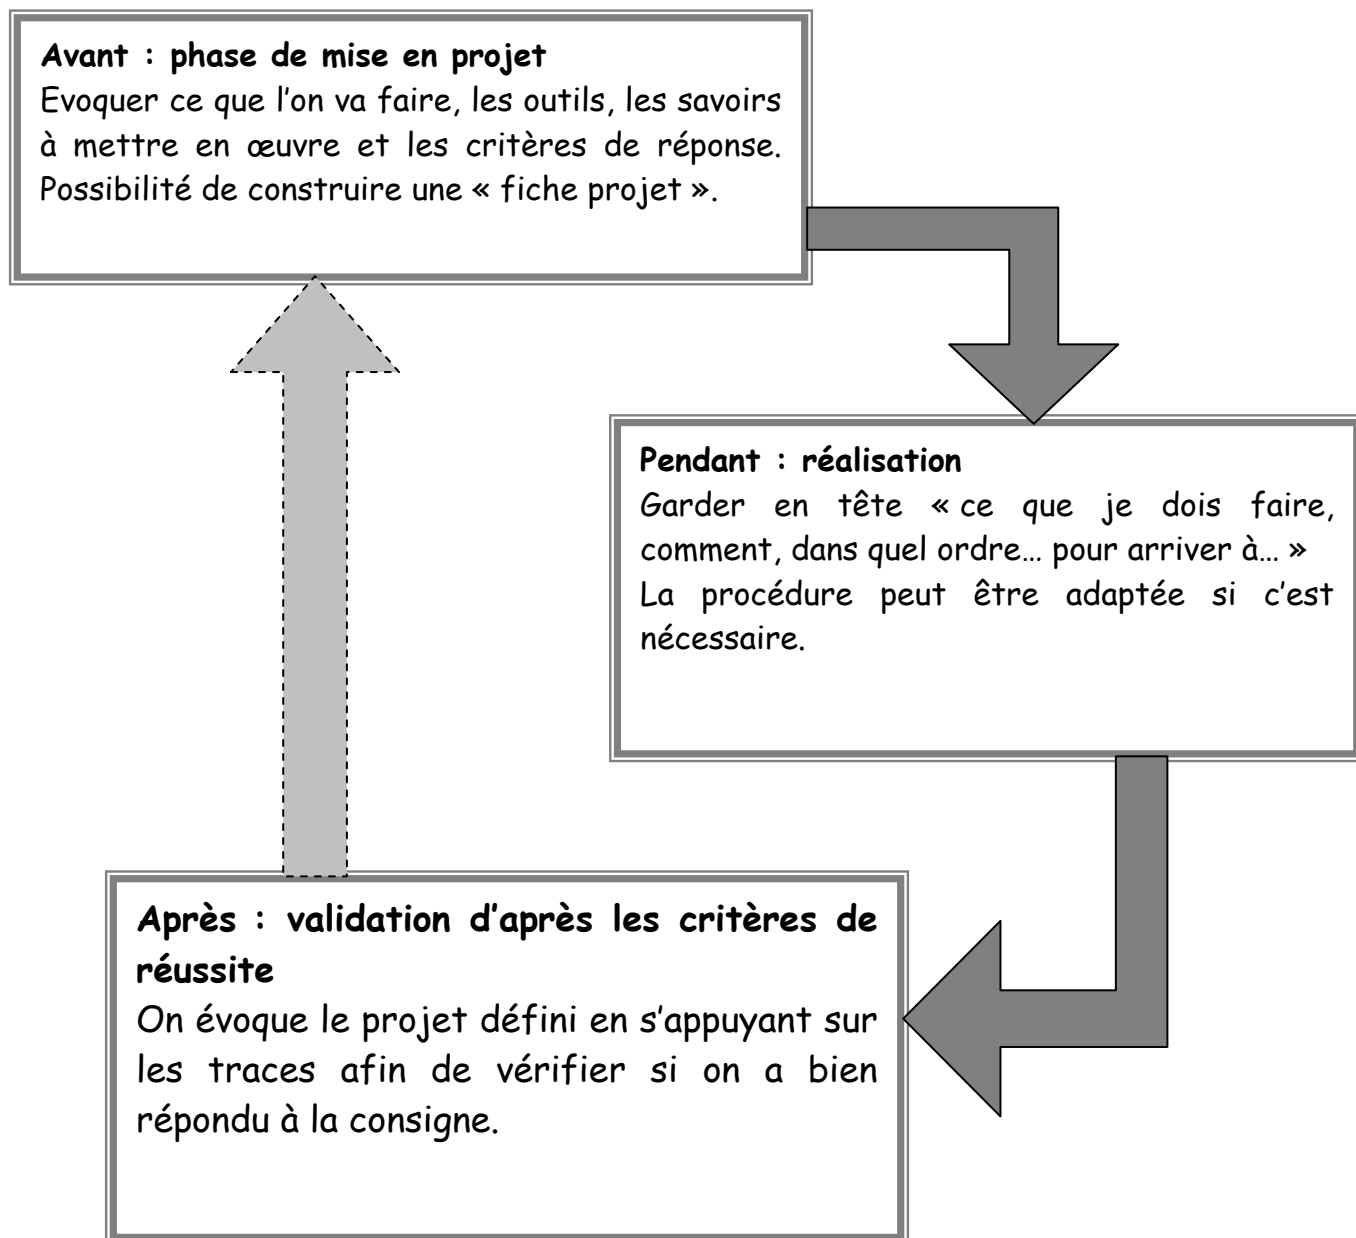 Avant : phase de mise en projet
Evoquer ce que l'on va faire, les outils, les savoirs
à mettre en œuvre et les critères de réponse.
Possibilité de construire une « fiche projet ».
Pendant : réalisation
Garder en tête « ce que je dois faire,
comment, dans quel ordre… pour arriver à… »
La procédure peut être adaptée si c'est
nécessaire.
Après : validation d'après les critères de
réussite
On évoque le projet défini en s'appuyant sur
les traces afin de vérifier si on a bien
répondu à la consigne.